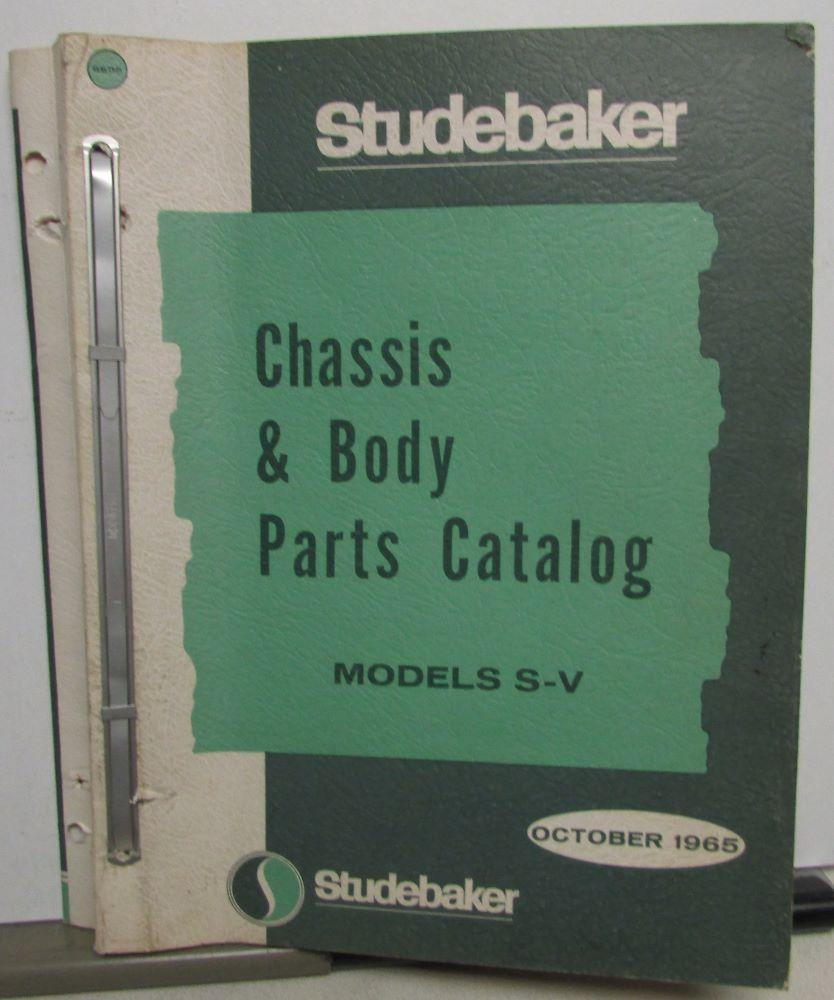 Studebaker
Chassis
& Body
Parts Catalog
MODELS S-V
OCTOBER 1965
Studebaker